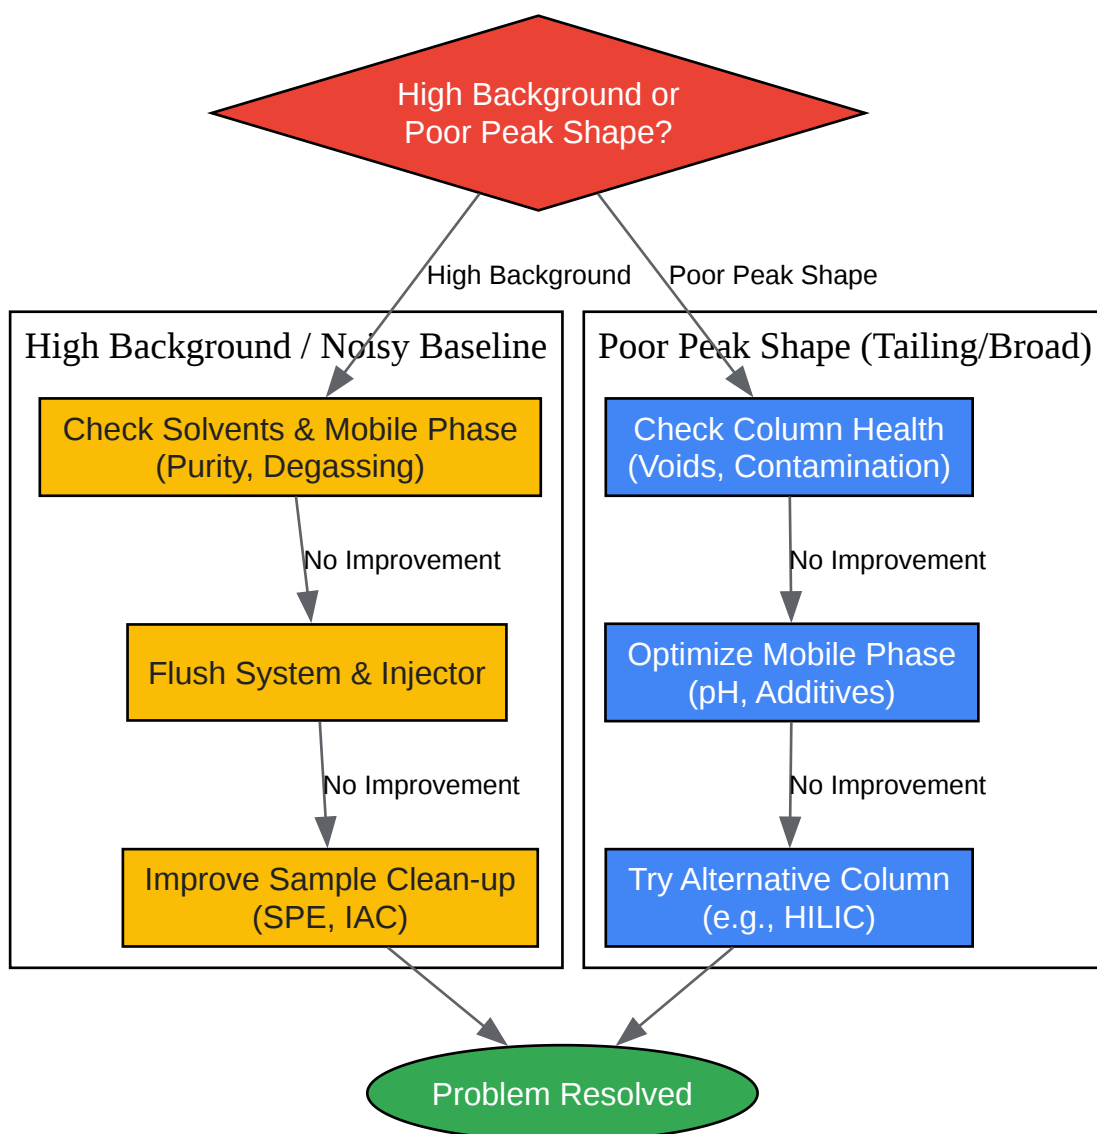 High Background or
Poor Peak Shape?
High Background
Poor Peak Shape
High Background / Noisy Baseline
Check Solvents & Mobile Phase
(Purity, Degassing)
No Improvement
Flush System & Injector
No Improvement
Improve Sample Clean-up
(SPE, IAC)
Poor Peak Shape (Tailing/Broad)
Check Column Health
(Voids, Contamination)
No Improvement
Optimize Mobile Phase
(pH, Additives)
No Improvement
Try Alternative Column
(e.g., HILIC)
Problem Resolved